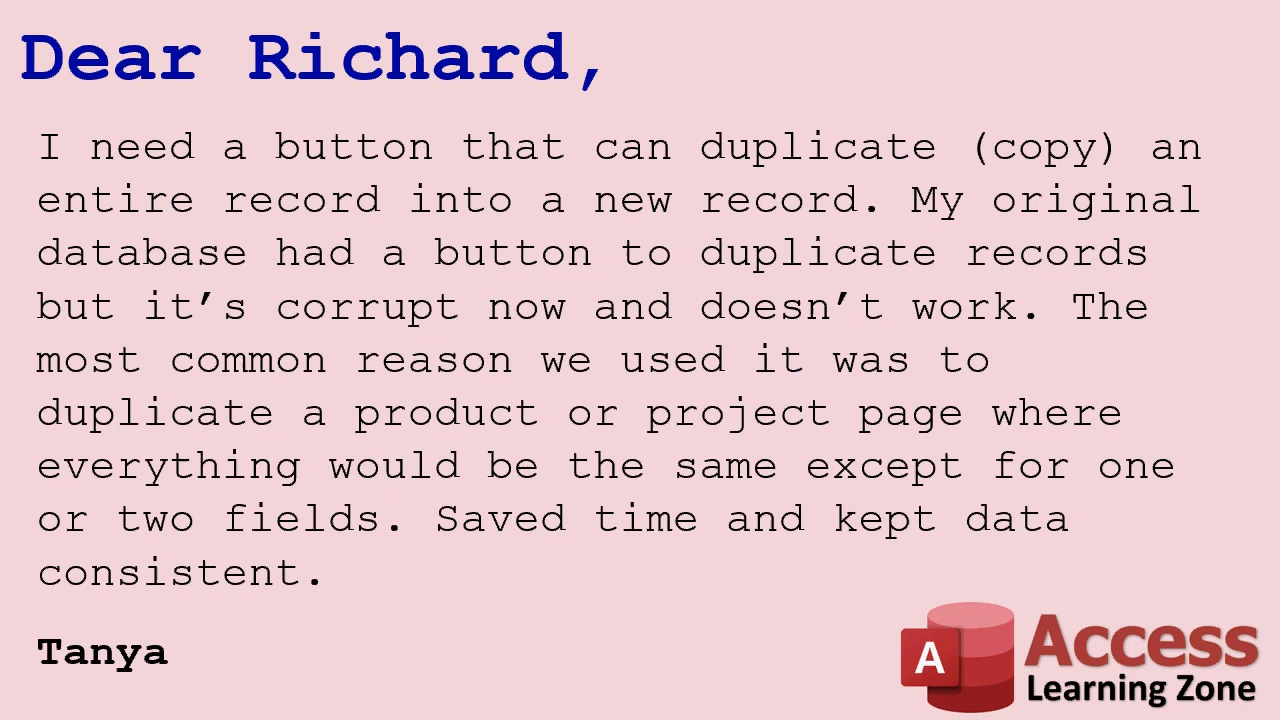 Dear Richard,
I need a button that can duplicate (copy) an
entire record into a new record. My original
database had a button to duplicate records
but it’s corrupt now and doesn’t work. The
most common reason we used it was to
duplicate a product or project page where
everything would be the same except for one
or two fields. Saved time and kept data
consistent.
Tanya
A
Access
Learning Zone